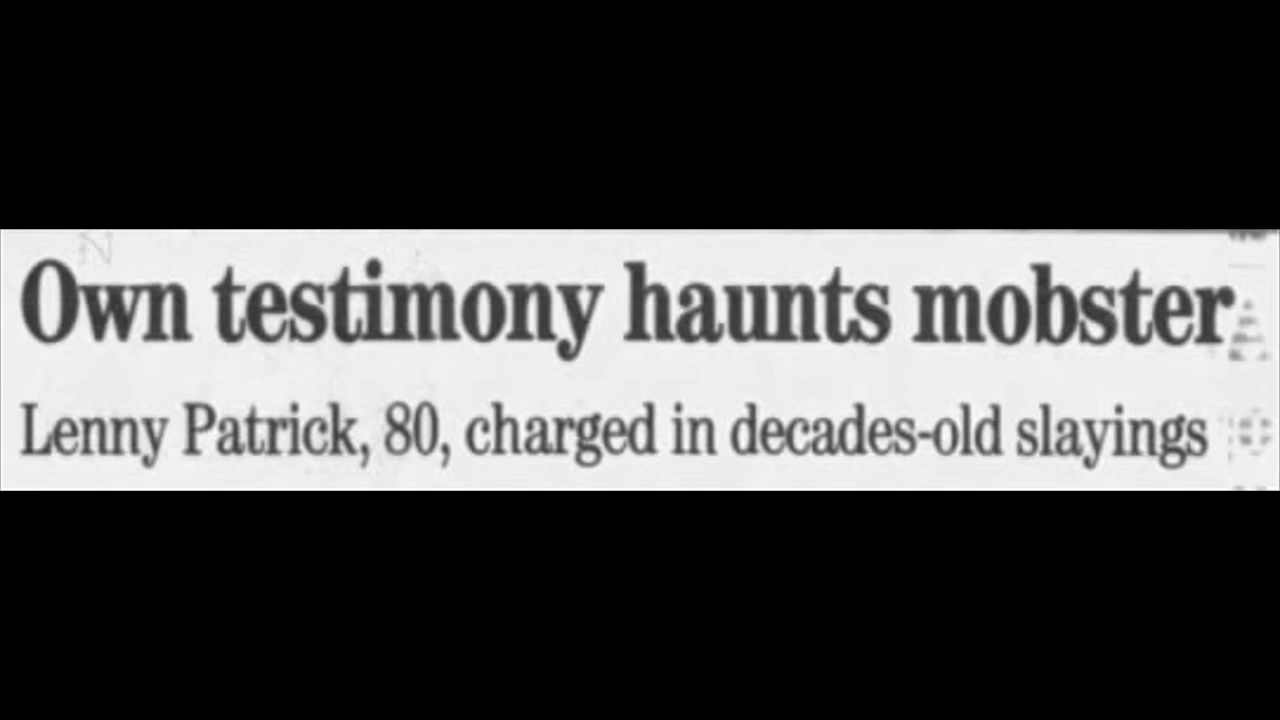 Own testimony haunts mobster
Lenny Patrick, 80, charged in decades-old slayings